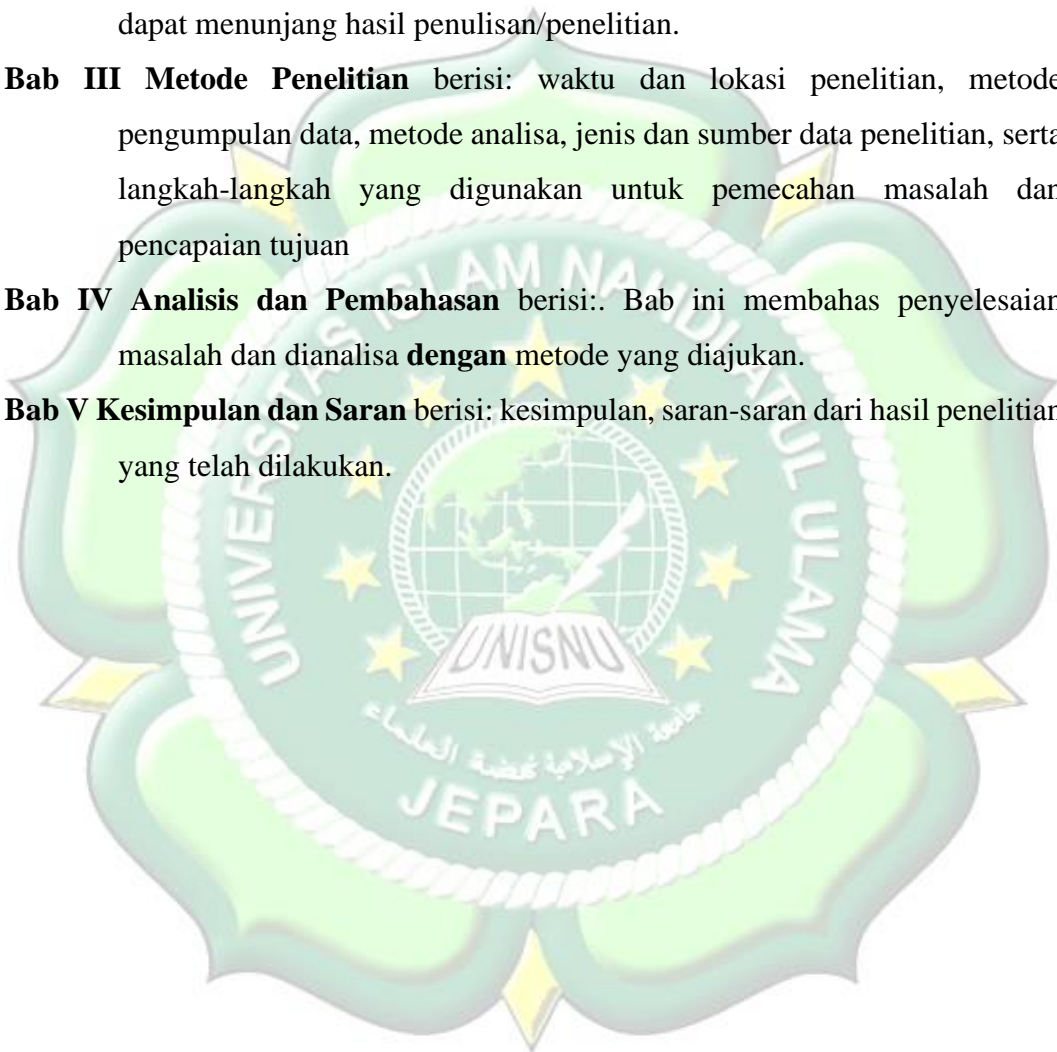 dapat menunjang hasil penulisan/penelitian.
Bab III Metode Penelitian berisi: waktu dan lokasi penelitian, metode
pengumpulan data, metode analisa, jenis dan sumber data penelitian, serta
langkah-langkah yang digunakan untuk pemecahan masalah dan
pencapaian tujuan
Bab IV Analisis dan Pembahasan berisi:. Bab ini membahas penyelesaian
masalah dan dianalisa dengan metode yang diajukan.
Bab V Kesimpulan dan Saran berisi: kesimpulan, saran-saran dari hasil penelitian
yang telah dilakukan.
UNIVERSITAS ISLAM NAHDLATUL ULAMA
UNISNU
JEPARA